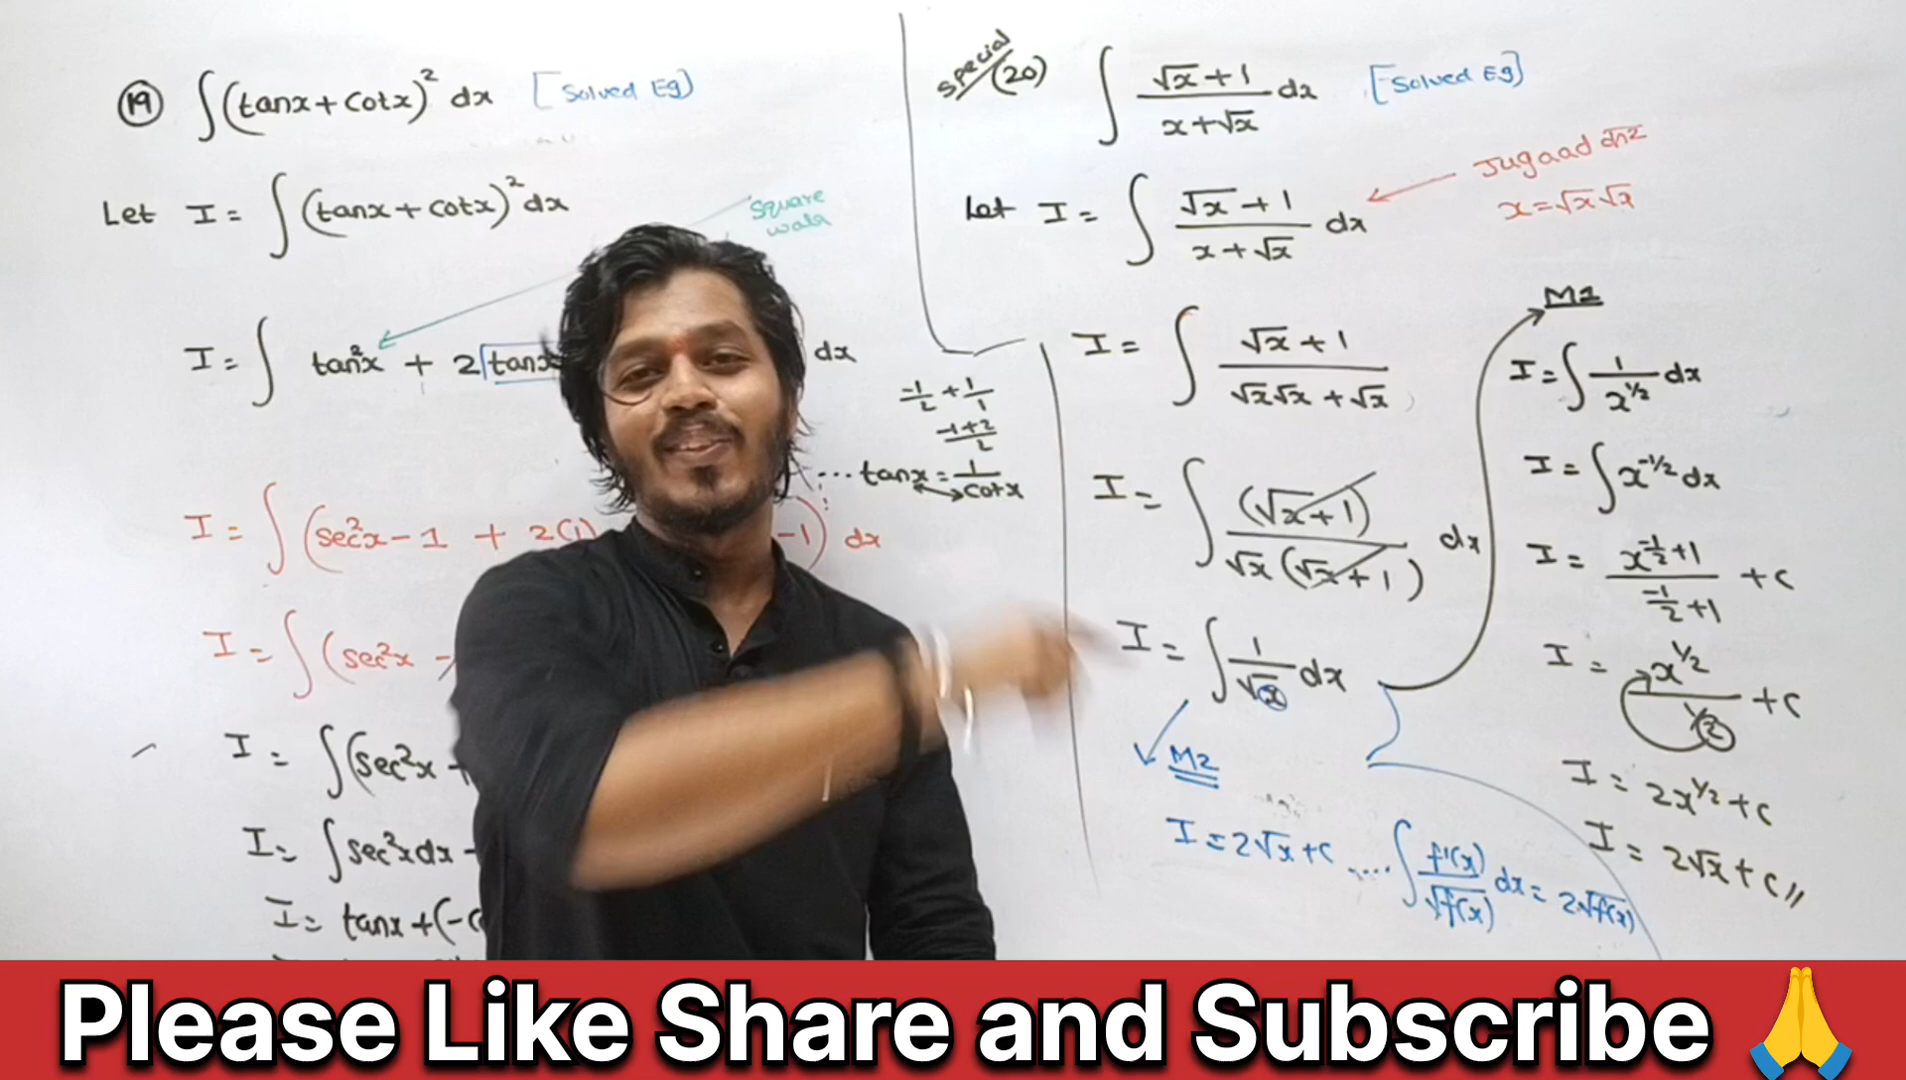 19 ∫(tanx+cotx)² dx [Solved Eg]
Let I = ∫(tanx+cotx)² dx
Square
wala
I = ∫ tan²x + 2 tanx dx
-1/2 + 1/1
-1+2/2
... tanx = 1/cotx
I = ∫(sec²x-1 + 2(1) -1) dx
I = ∫(sec²x -
I = ∫(sec²x +
I = ∫sec²xdx -
I = tanx+(-c
special (20) ∫ √x+1/x+√x dx [Solved Eg]
Let I = ∫ √x+1/x+√x dx
Jugaad
x=√x√x
I = ∫ √x+1/√x√x+√x
I = ∫ (√x+1)/√x(√x+1) dx
I = ∫ 1/√x dx
M2
I = 2√x+c .... ∫ f'(x)/√f(x) dx = 2√f(x)
M1
I = ∫ 1/x^1/2 dx
I = ∫ x^-1/2 dx
I = x^-1/2+1/-1/2+1 +c
I = x^1/2/1/2 +c
I = 2x^1/2+c
I = 2√x+c //
Please Like Share and Subscribe 🙏